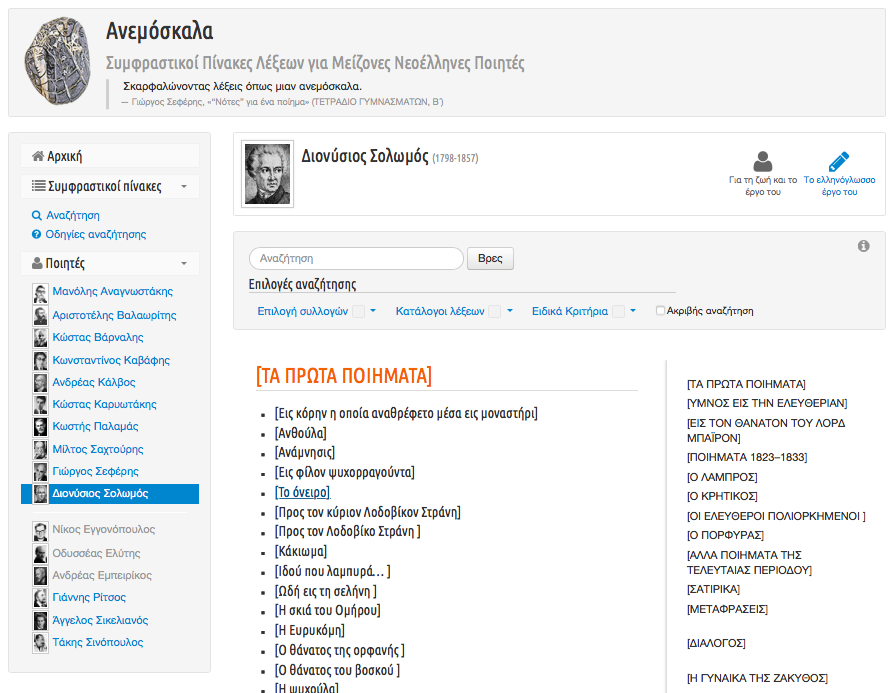 Ανεμόσκαλα
Συμφραστικοί Πίνακες Λέξεων για Μείζονες Νεοέλληνες Ποιητές
Σκαρφαλώνοντας λέξεις όπως μιαν ανεμόσκαλα.
— Γιώργος Σεφέρης, «"Νότες" για ένα ποίημα» (ΤΕΤΡΑΔΙΟ ΓΥΜΝΑΣΜΑΤΩΝ, Β΄)
Αρχική
Συμφραστικοί πίνακες
Αναζήτηση
Οδηγίες αναζήτησης
Ποιητές
Μανόλης Αναγνωστάκης
Αριστοτέλης Βαλαωρίτης
Κώστας Βάρναλης
Κωνσταντίνος Καβάφης
Ανδρέας Κάλβος
Κώστας Καρυωτάκης
Κωστής Παλαμάς
Μίλτος Σαχτούρης
Γιώργος Σεφέρης
Διονύσιος Σολωμός
Νίκος Εγγονόπουλος
Οδυσσέας Ελύτης
Ανδρέας Εμπειρίκος
Γιάννης Ρίτσος
Άγγελος Σικελιανός
Τάκης Σινόπουλος
Διονύσιος Σολωμός (1798-1857)
Για τη ζωή και το
έργο του
Το ελληνόγλωσσο
έργο του
Αναζήτηση
Βρες
Επιλογές αναζήτησης
Επιλογή συλλογών
Κατάλογοι λέξεων
Ειδικά Κριτήρια
Ακριβής αναζήτηση
[ΤΑ ΠΡΩΤΑ ΠΟΙΗΜΑΤΑ]
[Εις κόρην η οποία αναθρέφετο μέσα εις μοναστήρι]
[Ανθούλα]
[Ανάμνησις]
[Εις φίλον ψυχορραγούντα]
[Το όνειρο]
[Προς τον κύριον Λοδοβίκον Στράνη]
[Προς τον Λοδοβίκο Στράνη ]
[Κάκιωμα]
[Ιδού που λαμπυρά… ]
[Ωδή εις τη σελήνη ]
[Η σκιά του Ομήρου]
[Η Ευρυκόμη]
[Ο θάνατος της ορφανής ]
[Ο θάνατος του βοσκού ]
[Η ψυχούλα]
[ΤΑ ΠΡΩΤΑ ΠΟΙΗΜΑΤΑ]
[ΥΜΝΟΣ ΕΙΣ ΤΗΝ ΕΛΕΥΘΕΡΙΑΝ]
[ΕΙΣ ΤΟΝ ΘΑΝΑΤΟΝ ΤΟΥ ΛΟΡΔ
ΜΠΑΪΡΟΝ]
[ΠΟΙΗΜΑΤΑ 1823–1833]
[Ο ΛΑΜΠΡΟΣ]
[Ο ΚΡΗΤΙΚΟΣ]
[ΟΙ ΕΛΕΥΘΕΡΟΙ ΠΟΛΙΟΡΚΗΜΕΝΟΙ ]
[Ο ΠΟΡΦΥΡΑΣ]
[ΑΛΛΑ ΠΟΙΗΜΑΤΑ ΤΗΣ
ΤΕΛΕΥΤΑΙΑΣ ΠΕΡΙΟΔΟΥ]
[ΣΑΤΙΡΙΚΑ]
[ΜΕΤΑΦΡΑΣΕΙΣ]
[ΔΙΑΛΟΓΟΣ]
[Η ΓΥΝΑΙΚΑ ΤΗΣ ΖΑΚΥΘΟΣ]